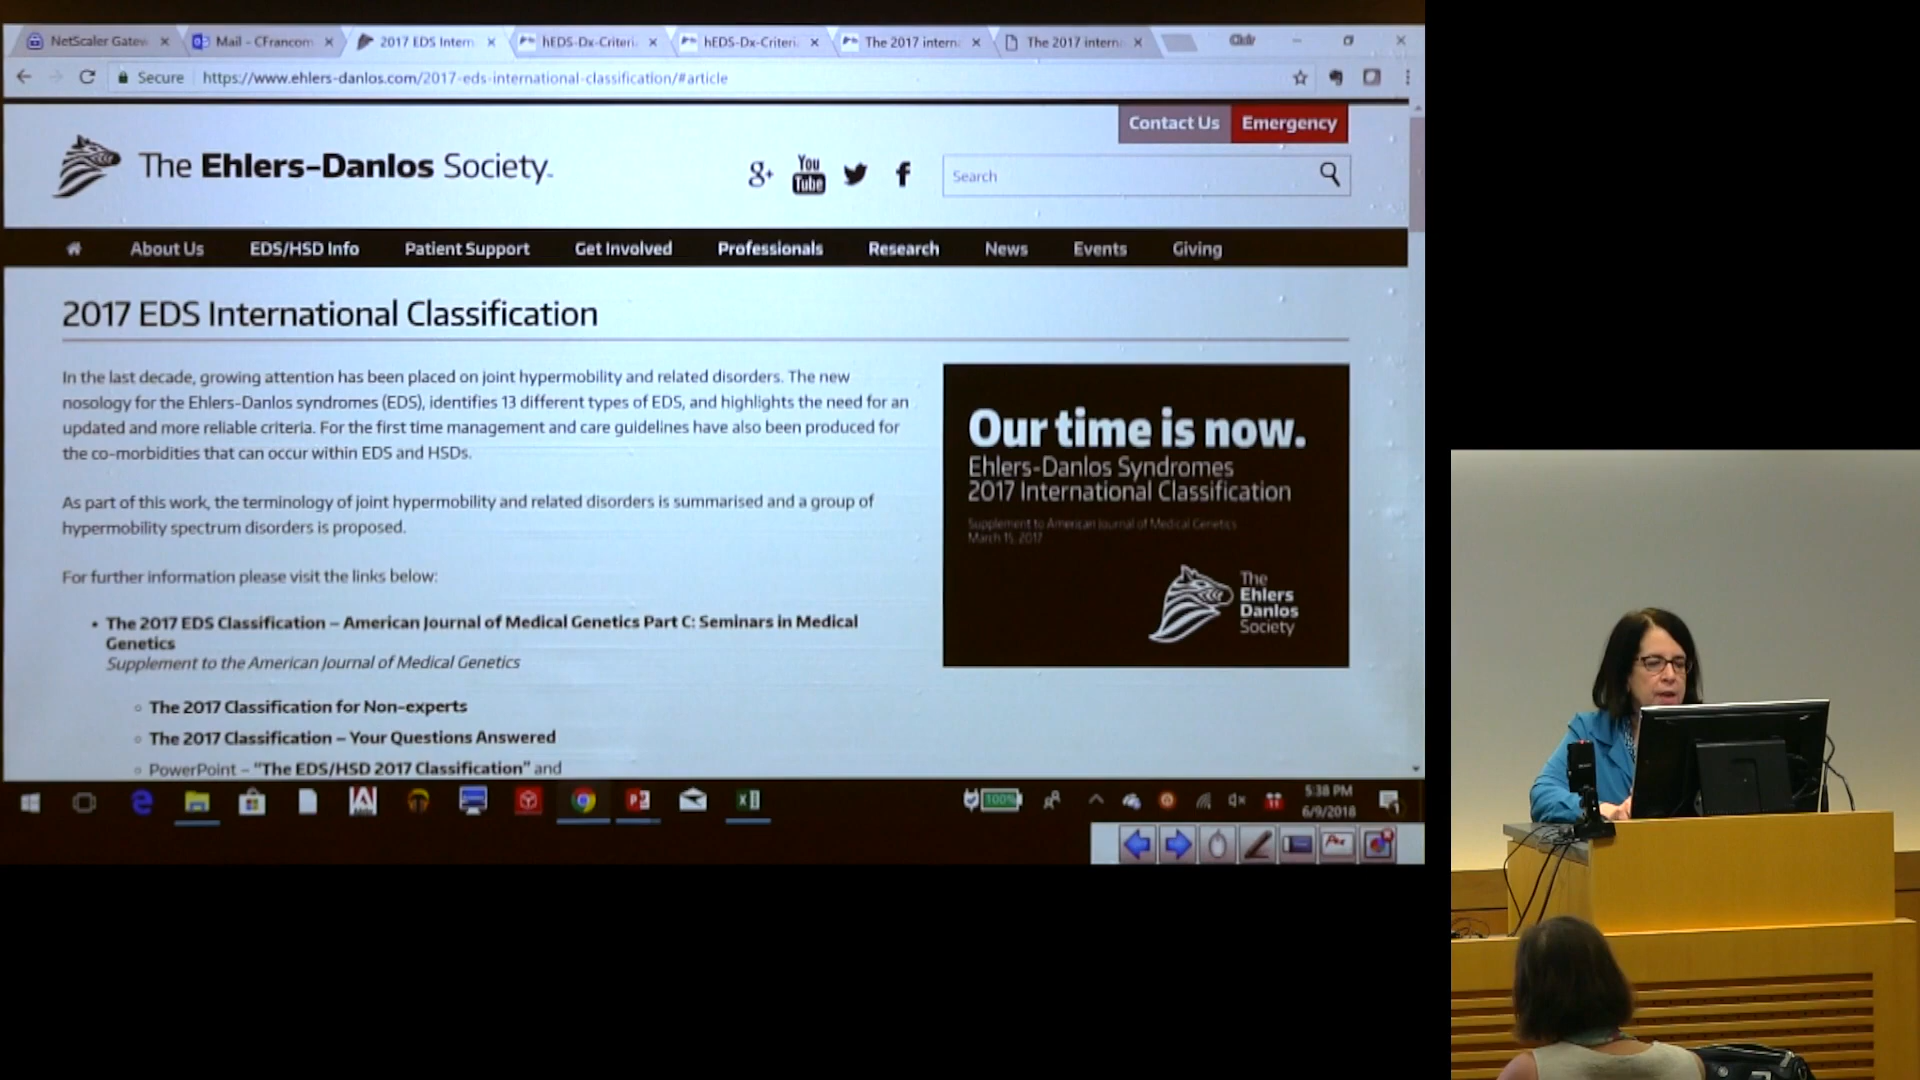 NetScaler Gatew
Mail - CFrancom
2017 EDS Intern
hEDS-Dx-Criteri
hEDS-Dx-Criteri
The 2017 intern
The 2017 intern
Secure
https://www.ehlers-danlos.com/2017-eds-international-classification/#article
Contact Us
Emergency
The Ehlers-Danlos Society
g+
You Tube
f
Search
About Us
EDS/HSD Info
Patient Support
Get Involved
Professionals
Research
News
Events
Giving
2017 EDS International Classification
In the last decade, growing attention has been placed on joint hypermobility and related disorders. The new
nosology for the Ehlers-Danlos syndromes (EDS), identifies 13 different types of EDS, and highlights the need for an
updated and more reliable criteria. For the first time management and care guidelines have also been produced for
the co-morbidities that can occur within EDS and HSDs.
As part of this work, the terminology of joint hypermobility and related disorders is summarised and a group of
hypermobility spectrum disorders is proposed.
For further information please visit the links below:
• The 2017 EDS Classification – American Journal of Medical Genetics Part C: Seminars in Medical
Genetics
Supplement to the American Journal of Medical Genetics
○ The 2017 Classification for Non-experts
○ The 2017 Classification – Your Questions Answered
○ PowerPoint – “The EDS/HSD 2017 Classification” and
Our time is now.
Ehlers-Danlos Syndromes
2017 International Classification
Supplement to American Journal of Medical Genetics
March 15, 2017
The
Ehlers
Danlos
Society
100%
5:38 PM
6/9/2018